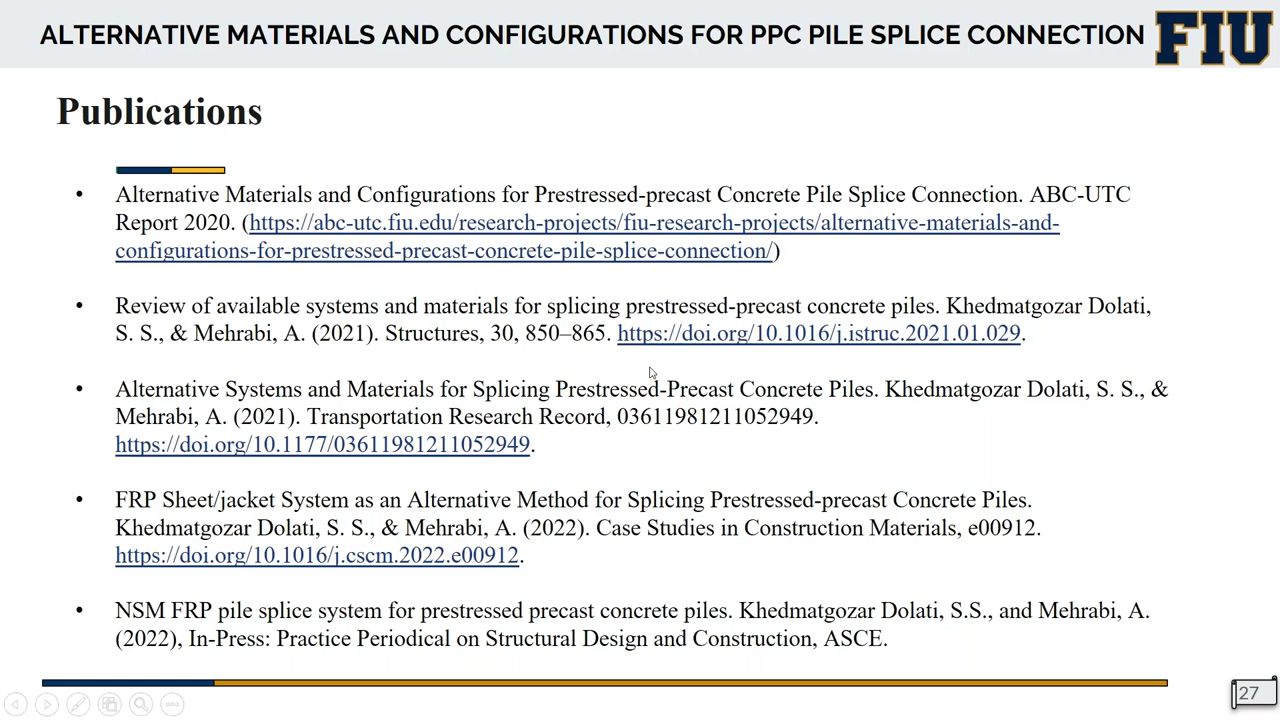 ALTERNATIVE MATERIALS AND CONFIGURATIONS FOR PPC PILE SPLICE CONNECTION
FIU
Publications
• Alternative Materials and Configurations for Prestressed-precast Concrete Pile Splice Connection. ABC-UTC
Report 2020. (https://abc-utc.fiu.edu/research-projects/fiu-research-projects/alternative-materials-and-
configurations-for-prestressed-precast-concrete-pile-splice-connection/)
• Review of available systems and materials for splicing prestressed-precast concrete piles. Khedmatgozar Dolati,
S. S., & Mehrabi, A. (2021). Structures, 30, 850–865. https://doi.org/10.1016/j.istruc.2021.01.029.
• Alternative Systems and Materials for Splicing Prestressed-Precast Concrete Piles. Khedmatgozar Dolati, S. S., &
Mehrabi, A. (2021). Transportation Research Record, 03611981211052949.
https://doi.org/10.1177/03611981211052949.
• FRP Sheet/jacket System as an Alternative Method for Splicing Prestressed-precast Concrete Piles.
Khedmatgozar Dolati, S. S., & Mehrabi, A. (2022). Case Studies in Construction Materials, e00912.
https://doi.org/10.1016/j.cscm.2022.e00912.
• NSM FRP pile splice system for prestressed precast concrete piles. Khedmatgozar Dolati, S.S., and Mehrabi, A.
(2022), In-Press: Practice Periodical on Structural Design and Construction, ASCE.
27